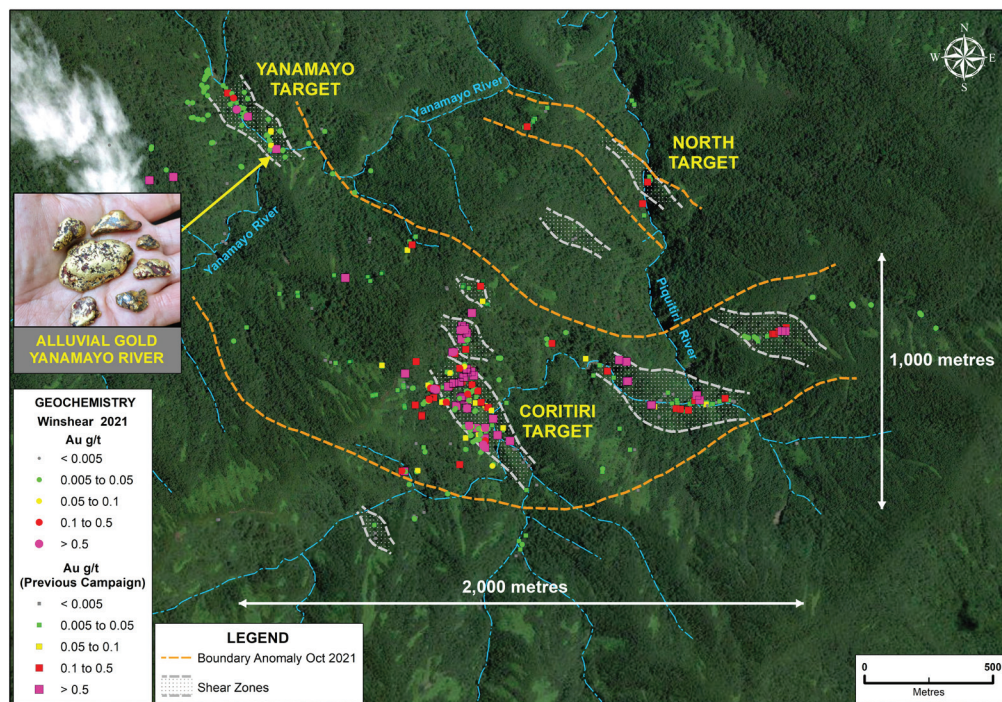 N
W E
S
YANAMAYO
TARGET
Yanamayo River
NORTH
TARGET
Yanamayo River
Piquitiri River
ALLUVIAL GOLD
YANAMAYO RIVER
1,000 metres
CORITIRI
TARGET
2,000 metres
GEOCHEMISTRY
Winshear 2021
Au g/t
< 0.005
0.005 to 0.05
0.05 to 0.1
0.1 to 0.5
> 0.5
Au g/t
(Previous Campaign)
< 0.005
0.005 to 0.05
0.05 to 0.1
0.1 to 0.5
> 0.5
LEGEND
Boundary Anomaly Oct 2021
Shear Zones
0 500
Metres